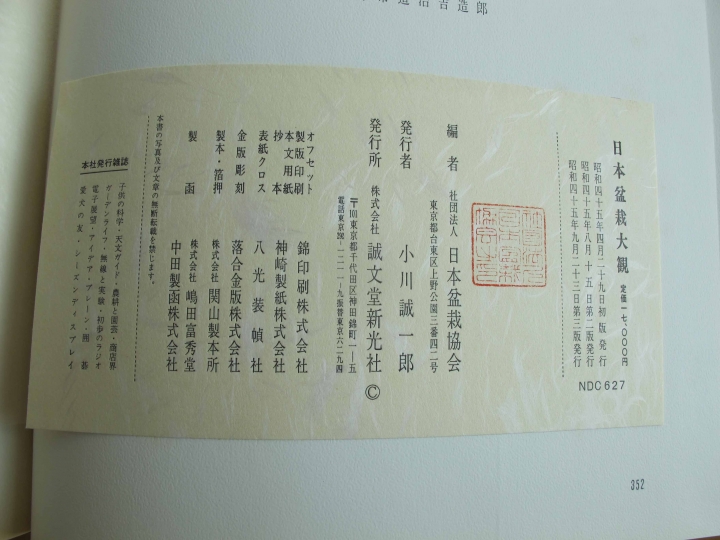 日本盆栽大観
定価一七、〇〇〇円
昭和四十五年四月二十九日初版発行
昭和四十五年八月二十五日第二版発行
昭和四十五年九月二十三日第三版発行
NDC627
編者 社団法人 日本盆栽協会
東京都台東区上野公園三番四二号
発行者 小川誠一郎
発行所 株式会社 誠文堂新光社 ©
〒101東京都千代田区神田錦町一―五
オフセット
製版印刷 錦印刷株式会社
本文用紙
抄本 神崎製紙株式会社
表紙クロス 八光装幀社
金版彫刻 落合金版株式会社
製本・箔押 株式会社 関山製本所
株式会社 嶋田富秀堂
製函 中田製函株式会社
本書の写真及び文章の無断転載を禁じます。
本社発行雑誌
子供の科学・天文ガイド・農耕と園芸・商店界
ガーデンライフ・無線と実験・初歩のラジオ
電子展望・アイデア・ブレーン・囲碁
愛犬の友・シーズンディスプレイ
352